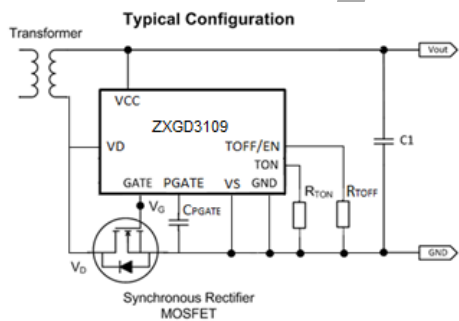 Typical Configuration
Transformer
Vout
VCC
ZXGD3109
VD
TOFF/EN
TON
C1
GATE PGATE VS GND
RTON
RTOFF
VG
CPGATE
GND
VD
Synchronous Rectifier
MOSFET